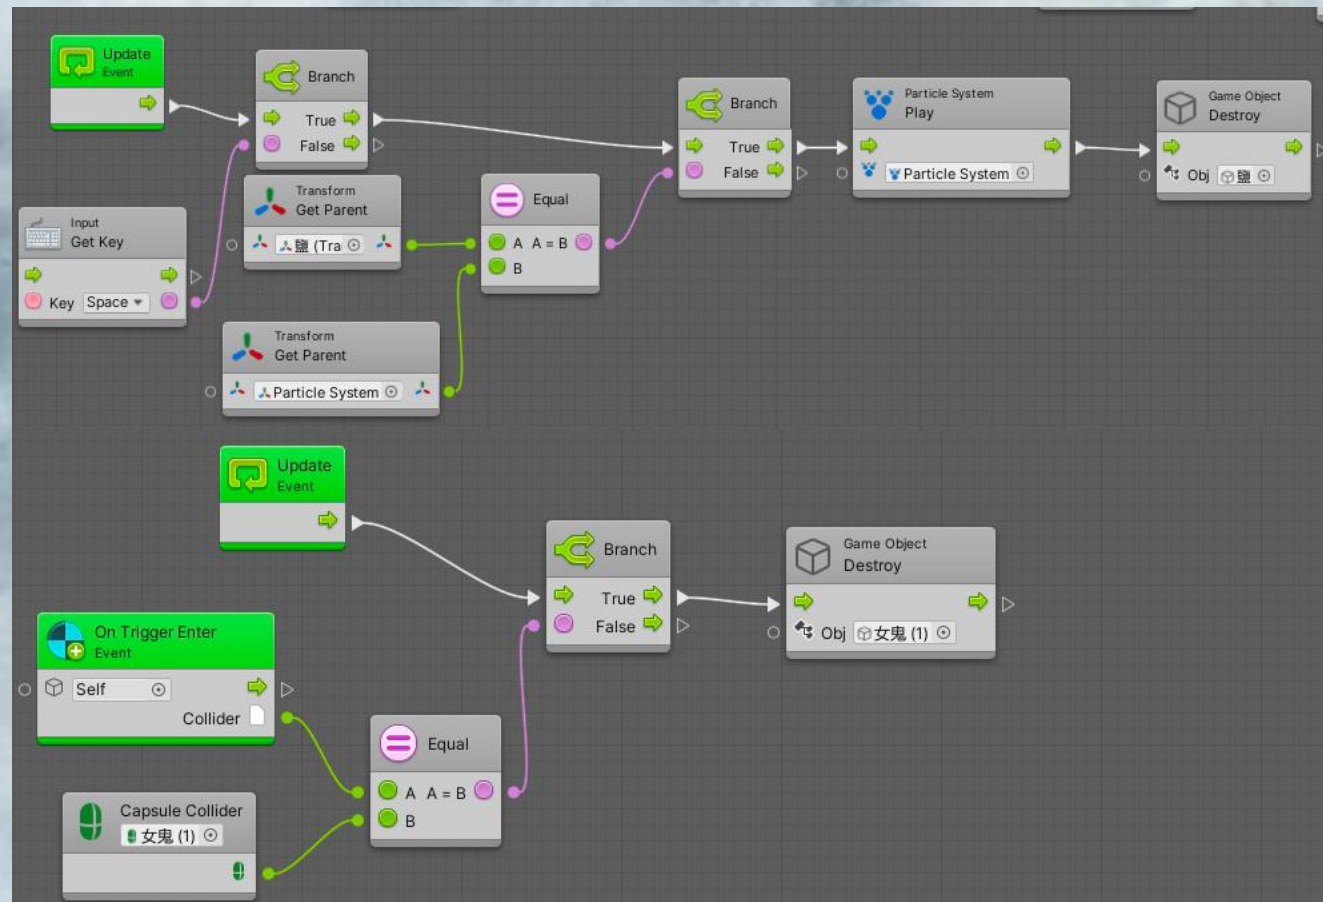 Update
Event
Branch
True
False
Input
Get Key
Key Space
Transform
Get Parent
鹽 (Tra
Transform
Get Parent
Particle System
Equal
A A = B
B
Branch
True
False
Particle System
Play
Particle System
Game Object
Destroy
Obj 鹽
Update
Event
On Trigger Enter
Event
Self
Collider
Capsule Collider
女鬼 (1)
Equal
A A = B
B
Branch
True
False
Game Object
Destroy
Obj 女鬼 (1)